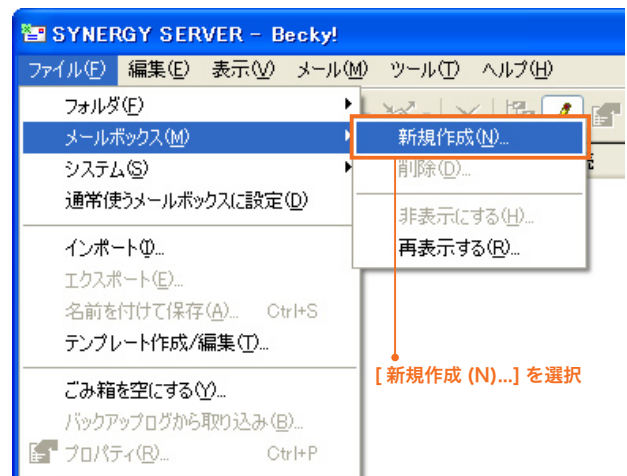 SYNERGY SERVER - Becky!
ファイル(F) 編集(E) 表示(V) メール(M) ツール(T) ヘルプ(H)
フォルダ(F)
メールボックス(M)
新規作成(N)...
システム(S)
削除(D)...
通常使うメールボックスに設定(D)
非表示にする(H)...
インポート(I)...
再表示する(R)...
エクスポート(E)...
名前を付けて保存(A)... Ctrl+S
テンプレート作成/編集(T)...
[ 新規作成 (N)...] を選択
ごみ箱を空にする(Y)...
バックアップログから取り込み(B)...
プロパティ(R)... Ctrl+P